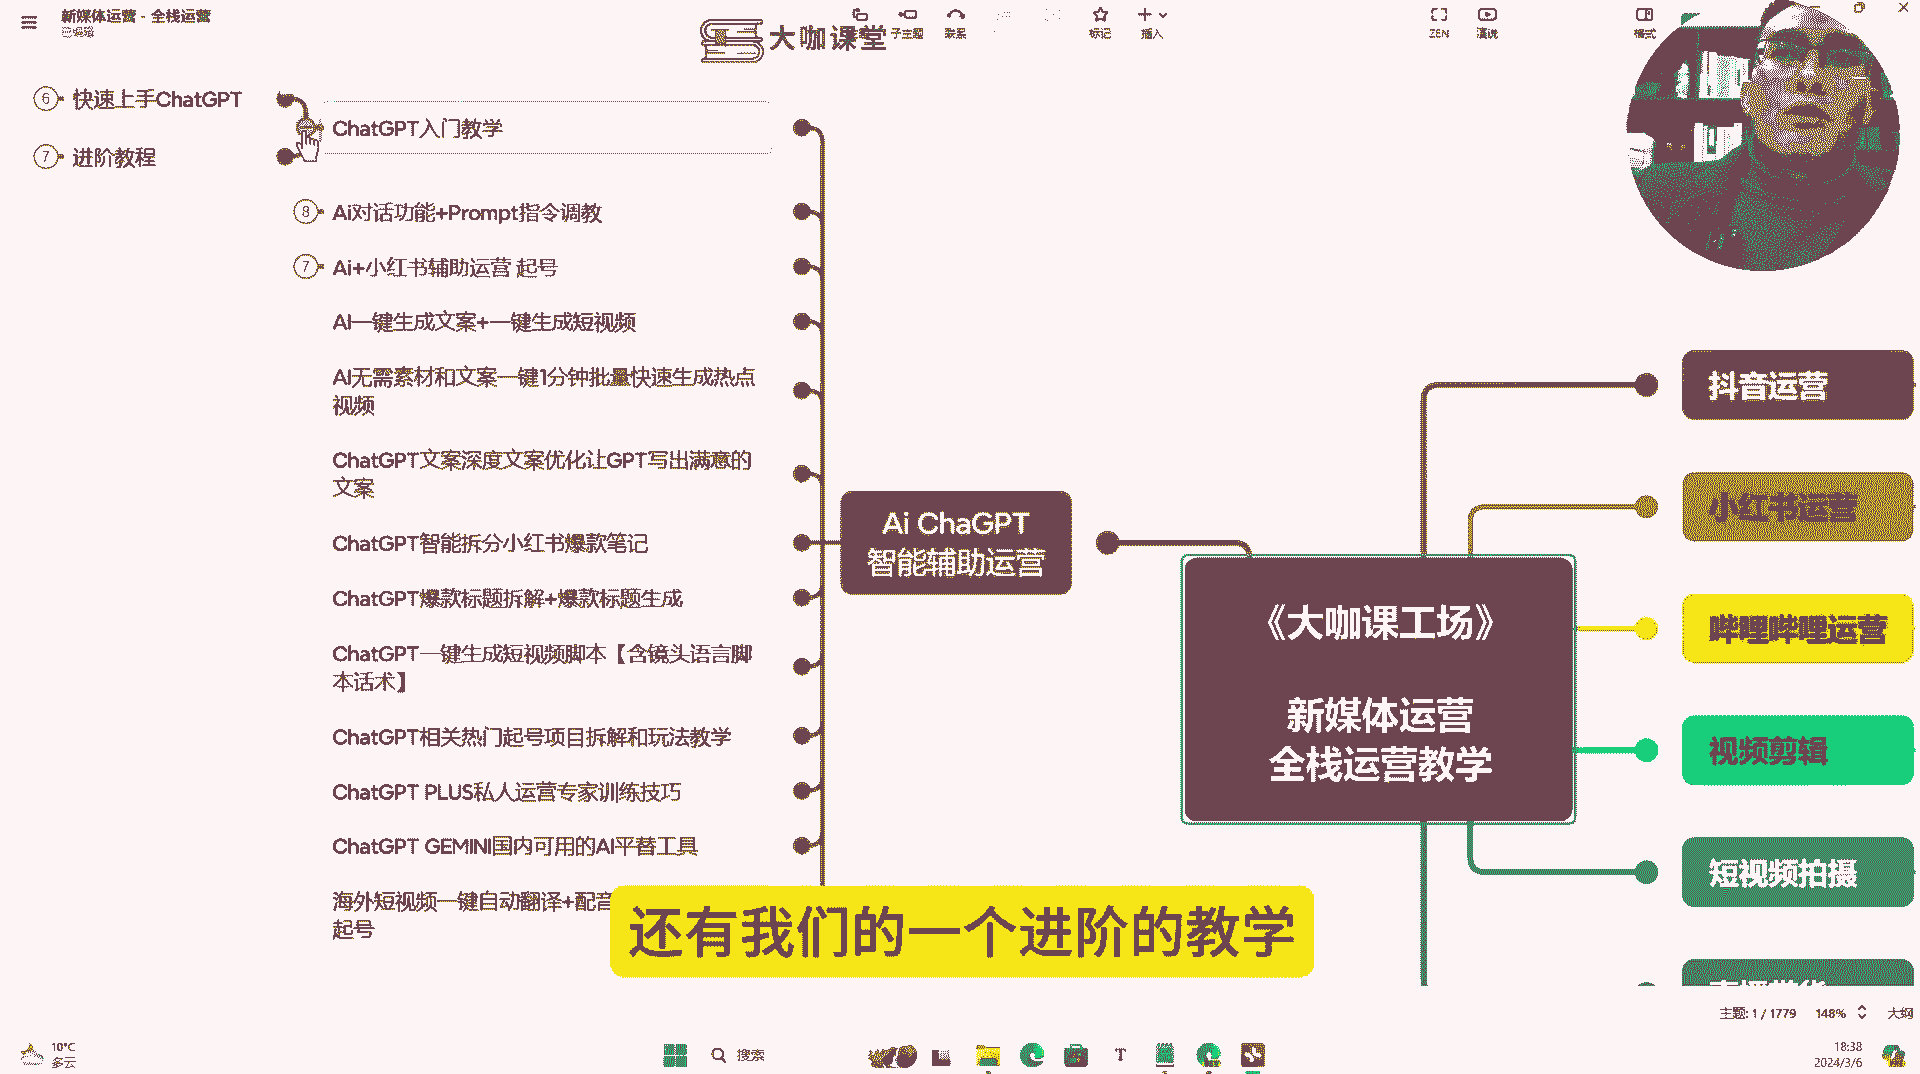 新媒体运营 - 全栈运营
已编辑
大咖课堂
子主题
联系
标记
插入
ZEN
演说
格式
6
快速上手ChatGPT
7
进阶教程
ChatGPT入门教学
8
Ai对话功能+Prompt指令调教
7
Ai+小红书辅助运营 起号
AI一键生成文案+一键生成短视频
AI无需素材和文案一键1分钟批量快速生成热点
视频
ChatGPT文案深度文案优化让GPT写出满意的
文案
ChatGPT智能拆分小红书爆款笔记
ChatGPT爆款标题拆解+爆款标题生成
ChatGPT一键生成短视频脚本【含镜头语言脚
本话术】
ChatGPT相关热门起号项目拆解和玩法教学
ChatGPT PLUS私人运营专家训练技巧
ChatGPT GEMINI国内可用的AI平替工具
海外短视频一键自动翻译+配音
起号
Ai ChaGPT
智能辅助运营
《大咖课工场》
新媒体运营
全栈运营教学
抖音运营
小红书运营
哔哩哔哩运营
视频剪辑
短视频拍摄
还有我们的一个进阶的教学
主题: 1 / 1779
148%
大纲
10°C
多云
搜索
18:38
2024/3/6